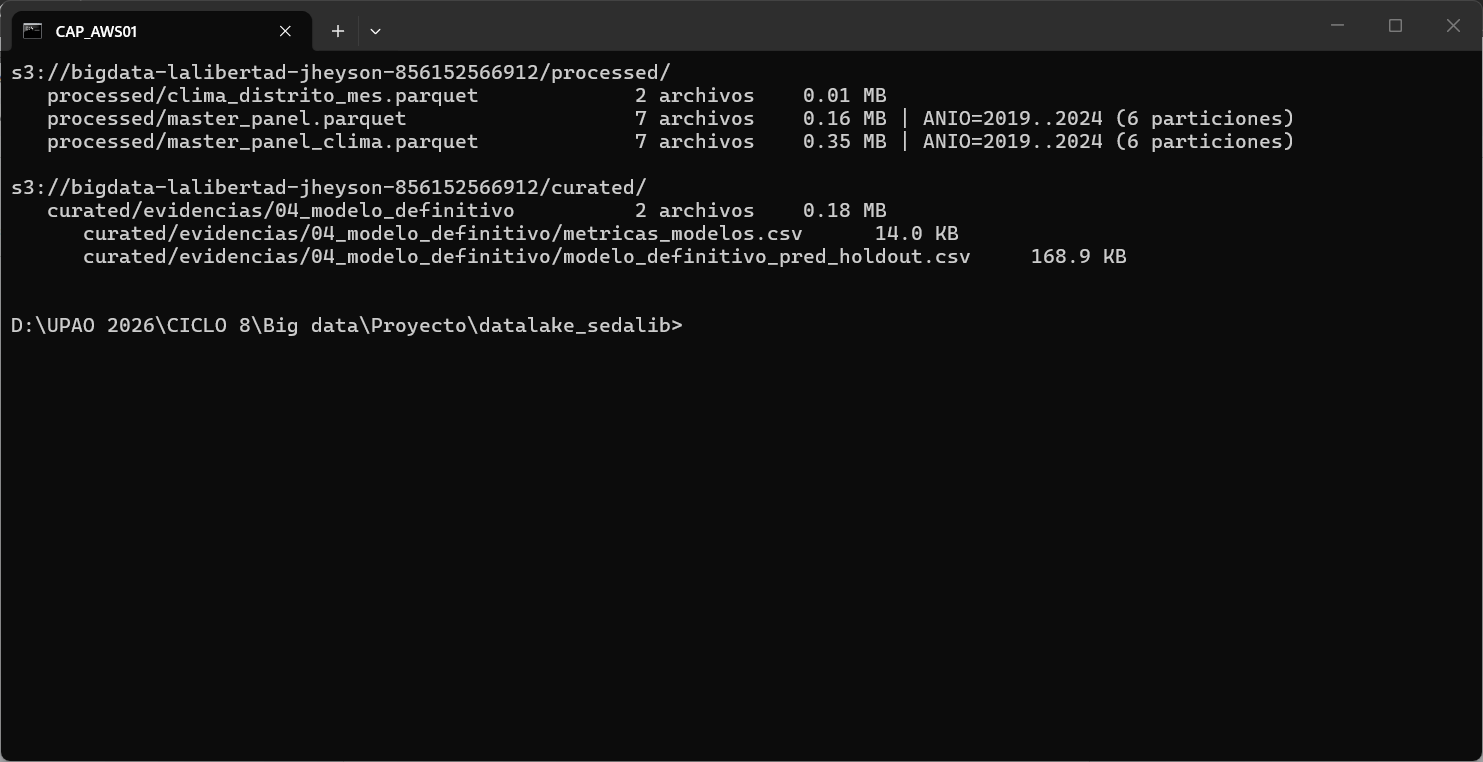 CAP_AWS01
s3://bigdata-lalibertad-jheyson-856152566912/processed/
processed/clima_distrito_mes.parquet 2 archivos 0.01 MB
processed/master_panel.parquet 7 archivos 0.16 MB | ANIO=2019..2024 (6 particiones)
processed/master_panel_clima.parquet 7 archivos 0.35 MB | ANIO=2019..2024 (6 particiones)
s3://bigdata-lalibertad-jheyson-856152566912/curated/
curated/evidencias/04_modelo_definitivo 2 archivos 0.18 MB
curated/evidencias/04_modelo_definitivo/metricas_modelos.csv 14.0 KB
curated/evidencias/04_modelo_definitivo/modelo_definitivo_pred_holdout.csv 168.9 KB
D:\UPAO 2026\CICLO 8\Big data\Proyecto\datalake_sedalib>